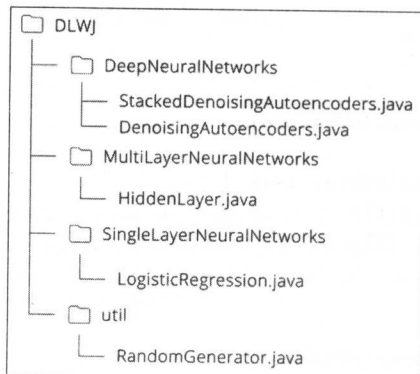 DLWJ
DeepNeuralNetworks
StackedDenoisingAutoencoders.java
DenoisingAutoencoders.java
MultiLayerNeuralNetworks
HiddenLayer.java
SingleLayerNeuralNetworks
LogisticRegression.java
util
RandomGenerator.java